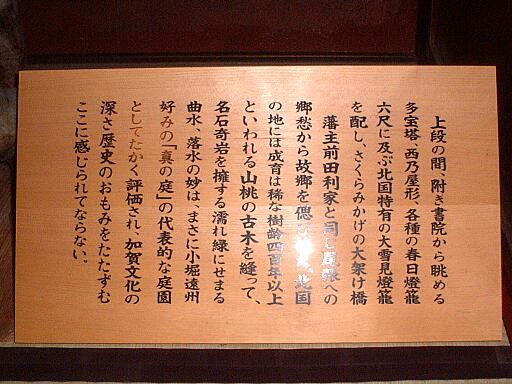 上段の間、附き書院から眺める
多宝塔、西乃屋形、各種の春日燈籠
六尺に及ぶ北国特有の大雪見燈籠
を配し、さくらみかげの大架け橋
藩主前田利家と同じ尾張への
郷愁から故郷を偲 北国
の地には成育は稀な樹齢四百年以上
といわれる山桃の古木を縫って、
名石奇岩を擁する濡れ縁にせまる
曲水、落水の妙は、まさに小堀遠州
好みの「真の庭」の代表的な庭園
としてたかく評価され、加賀文化の
深さ歴史のおもみをたたずむ
ここに感じられてならない。